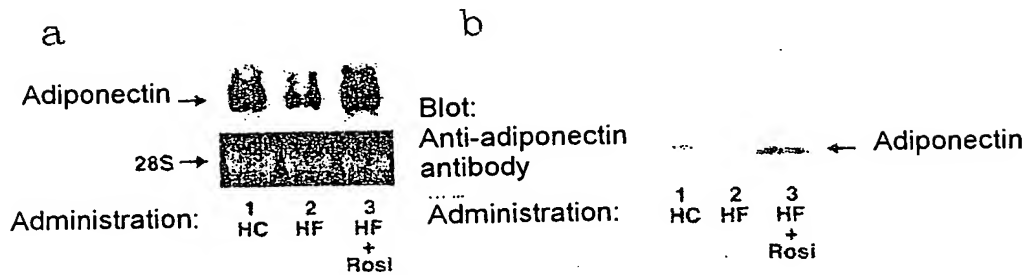 a
Adiponectin →
28S →
Administration:
1 2 3
HC HF HF
+
Rosi
b
Blot:
Anti-adiponectin
antibody
← Adiponectin
Administration:
1 2 3
HC HF HF
+
Rosi